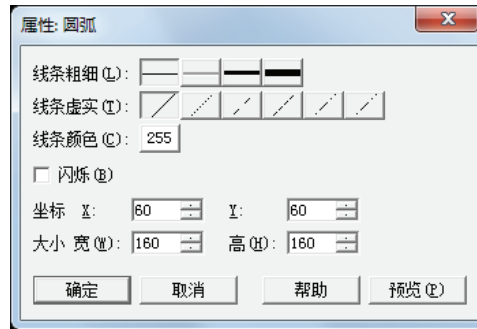 属性: 圆弧
线条粗细(L):
线条虚实(T):
线条颜色(C): 255
闪烁(B)
坐标 X: 60 Y: 60
大小 宽(W): 160 高(H): 160
确定 取消 帮助 预览(P)